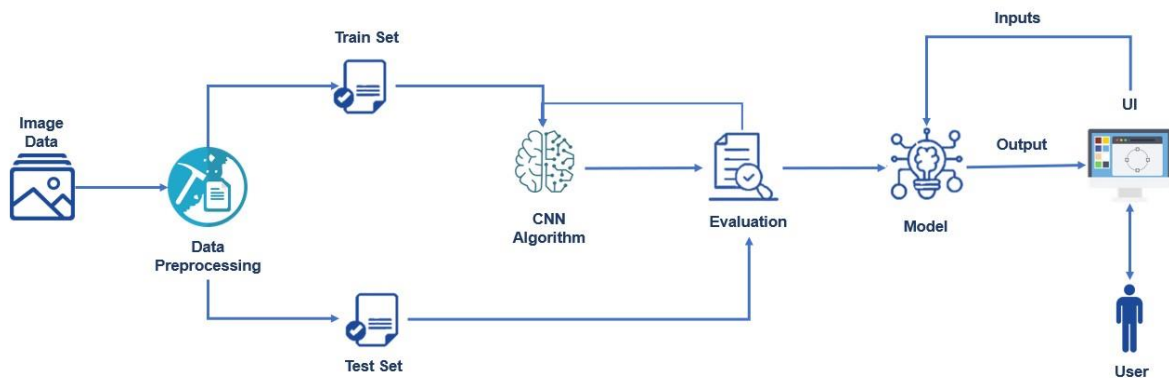 Inputs
Train Set
UI
Image
Data
Output
CNN
Algorithm
Evaluation
Model
Data
Preprocessing
Test Set
User